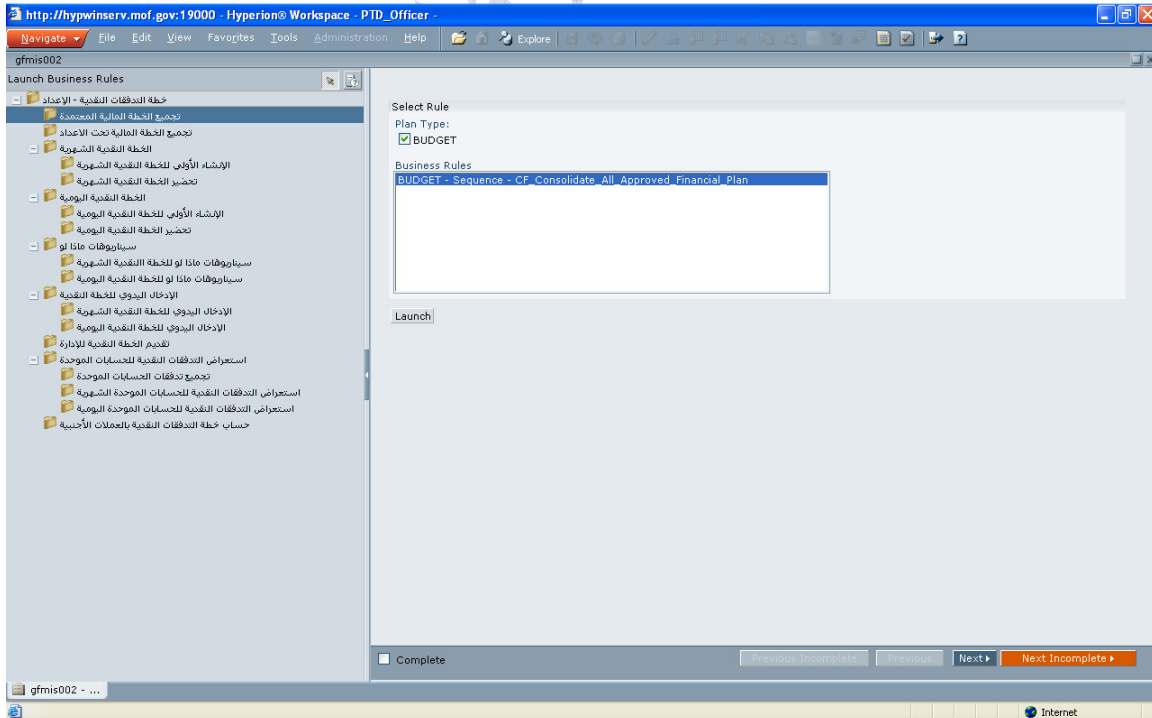 http://hypwinserv.mof.gov:19000 - Hyperion® Workspace - PTD_Officer -
Navigate File Edit View Favorites Tools Administration Help Explore
gfmis002
Launch Business Rules
خطة التدفقات النقدية - الإعداد
تجميع الخطة المالية المعتمدة
تجميع الخطة المالية تحت الاعداد
الخطة النقدية الشهرية
الإنشاء الأولي للخطة النقدية الشهرية
تحضير الخطة النقدية الشهرية
الخطة النقدية اليومية
الإنشاء الأولي للخطة النقدية اليومية
تحضير الخطة النقدية اليومية
سيناريوهات ماذا لو
سيناريوهات ماذا لو للخطة االنقدية الشهرية
سيناريوهات ماذا لو للخطة النقدية اليومية
الإدخال اليدوي للخطة النقدية
الإدخال اليدوي للخطة النقدية الشهرية
الإدخال اليدوي للخطة النقدية اليومية
تقديم الخطة النقدية للإدارة
استعراض التدفقات النقدية للحسابات الموحدة
تجميع تدفقات الحسابات الموحدة
استعراض التدفقات النقدية للحسابات الموحدة الشهرية
استعراض التدفقات النقدية للحسابات الموحدة اليومية
حساب خطة التدفقات النقدية بالعملات الأجنبية
Select Rule
Plan Type:
BUDGET
Business Rules
BUDGET - Sequence - CF_Consolidate_All_Approved_Financial_Plan
Launch
Complete Previous Incomplete Previous Next Next Incomplete
gfmis002 - ...
Internet